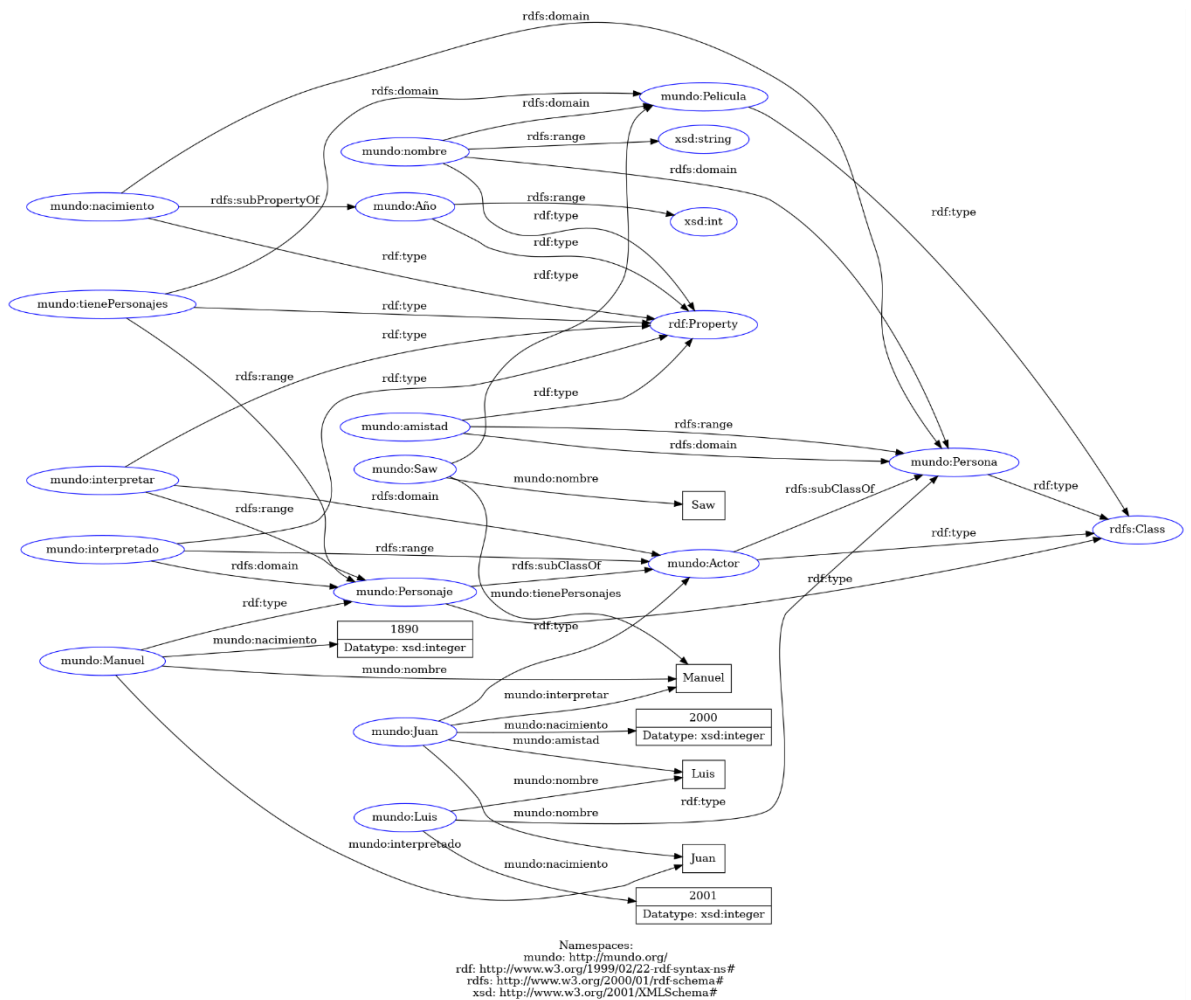 rdfs:domain
mundo:Pelicula
rdfs:domain
rdfs:domain
xsd:string
rdfs:range
mundo:nombre
rdfs:domain
rdfs:subPropertyOf
rdfs:range
mundo:nacimiento
mundo:Año
rdf:type
rdf:type
xsd:int
rdf:type
rdf:type
rdf:type
mundo:tienePersonajes
rdf:type
rdf:Property
rdf:type
rdfs:range
rdf:type
rdf:type
mundo:amistad
rdfs:range
rdfs:domain
mundo:Persona
mundo:Saw
mundo:nombre
mundo:interpretar
rdfs:domain
rdfs:subClassOf
rdf:type
Saw
rdfs:range
rdf:type
rdfs:Class
mundo:interpretado
rdfs:range
rdfs:domain
rdfs:subClassOf
mundo:Actor
rdf:type
mundo:Personaje
mundo:tienePersonajes
rdf:type
rdf:type
1890
mundo:nacimiento
Datatype: xsd:integer
mundo:Manuel
mundo:nombre
Manuel
mundo:interpretar
2000
mundo:nacimiento
mundo:Juan
Datatype: xsd:integer
mundo:amistad
Luis
mundo:nombre
rdf:type
mundo:nombre
mundo:Luis
mundo:interpretado
Juan
mundo:nacimiento
2001
Datatype: xsd:integer
Namespaces:
mundo: http://mundo.org/
rdf: http://www.w3.org/1999/02/22-rdf-syntax-ns#
rdfs: http://www.w3.org/2000/01/rdf-schema#
xsd: http://www.w3.org/2001/XMLSchema#